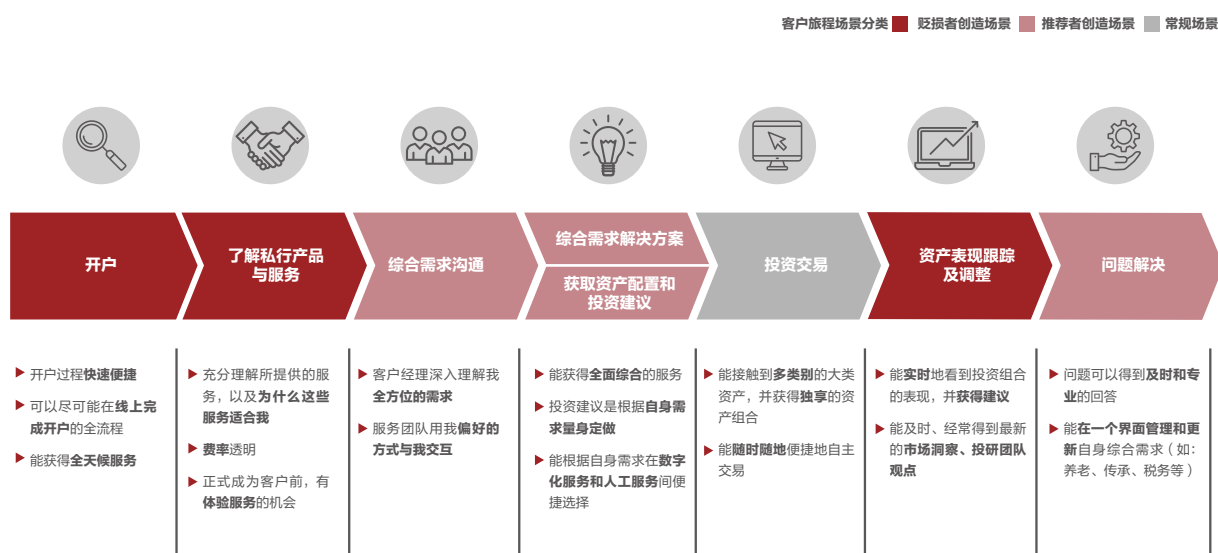 客户旅程场景分类 贬损者创造场景 推荐者创造场景 常规场景
开户
了解私行产品
与服务
综合需求沟通
综合需求解决方案
获取资产配置和
投资建议
投资交易
资产表现跟踪
及调整
问题解决
开户过程快速便捷
可以尽可能在线上完
成开户的全流程
能获得全天候服务
充分理解所提供的服
务，以及为什么这些
服务适合我
费率透明
正式成为客户前，有
体验服务的机会
客户经理深入理解我
全方位的需求
服务团队用我偏好的
方式与我交互
能获得全面综合的服务
投资建议是根据自身需
求量身定做
能根据自身需求在数字
化服务和人工服务间便
捷选择
能接触到多类别的大类
资产，并获得独享的资
产组合
能随时随地便捷地自主
交易
能实时地看到投资组合
的表现，并获得建议
能及时、经常得到最新
的市场洞察、投研团队
观点
问题可以得到及时和专
业的回答
能在一个界面管理和更
新自身综合需求（如：
养老、传承、税务等）